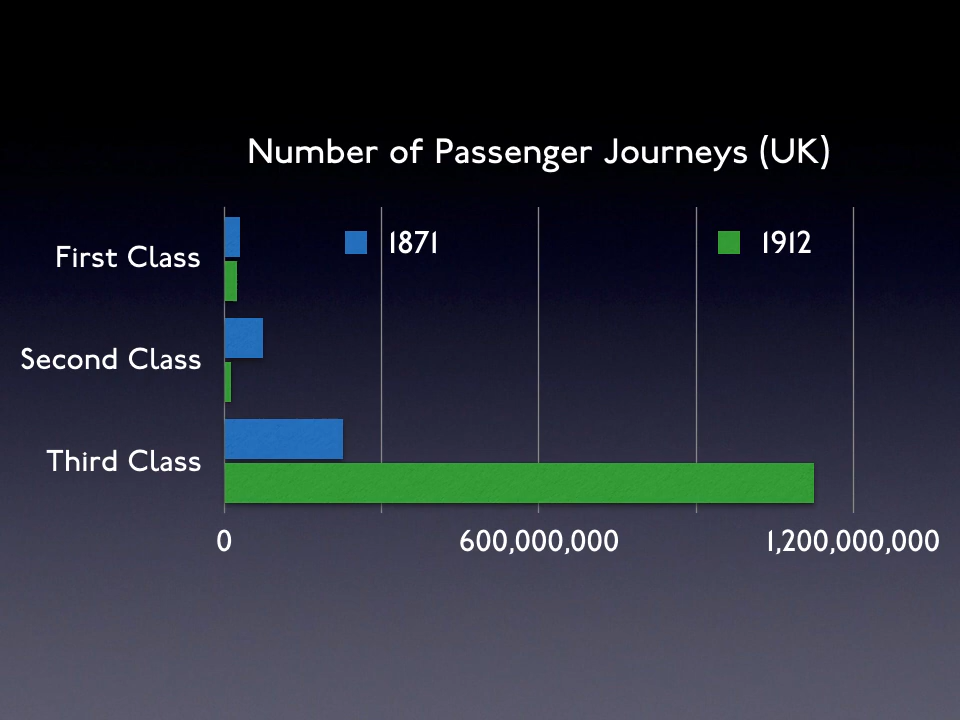 Number of Passenger Journeys (UK)
1871
1912
First Class
Second Class
Third Class
0
600,000,000
1,200,000,000